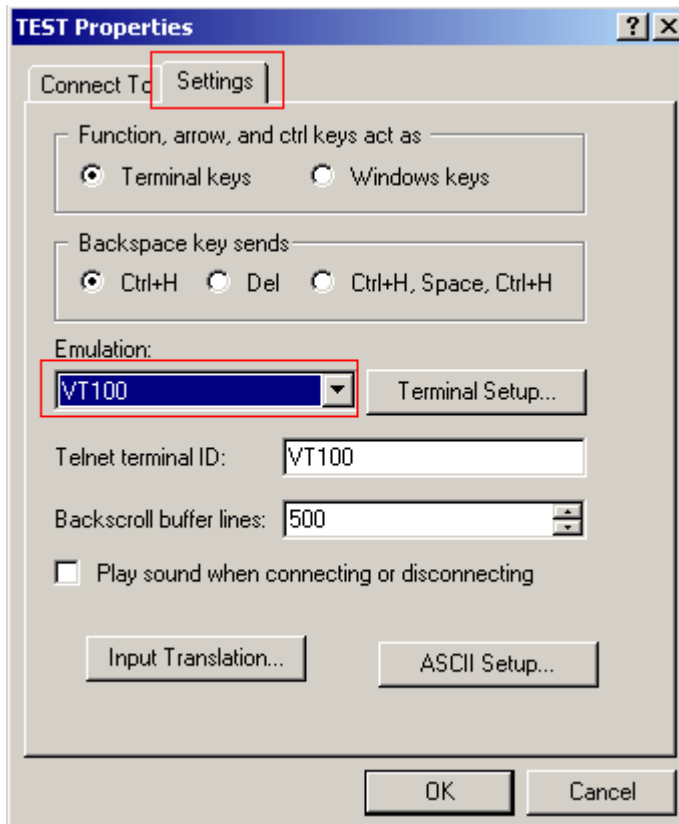 TEST Properties
Connect To Settings
Function, arrow, and ctrl keys act as
Terminal keys Windows keys
Backspace key sends
Ctrl+H Del Ctrl+H, Space, Ctrl+H
Emulation:
VT100 Terminal Setup...
Telnet terminal ID: VT100
Backscroll buffer lines: 500
Play sound when connecting or disconnecting
Input Translation... ASCII Setup...
OK Cancel